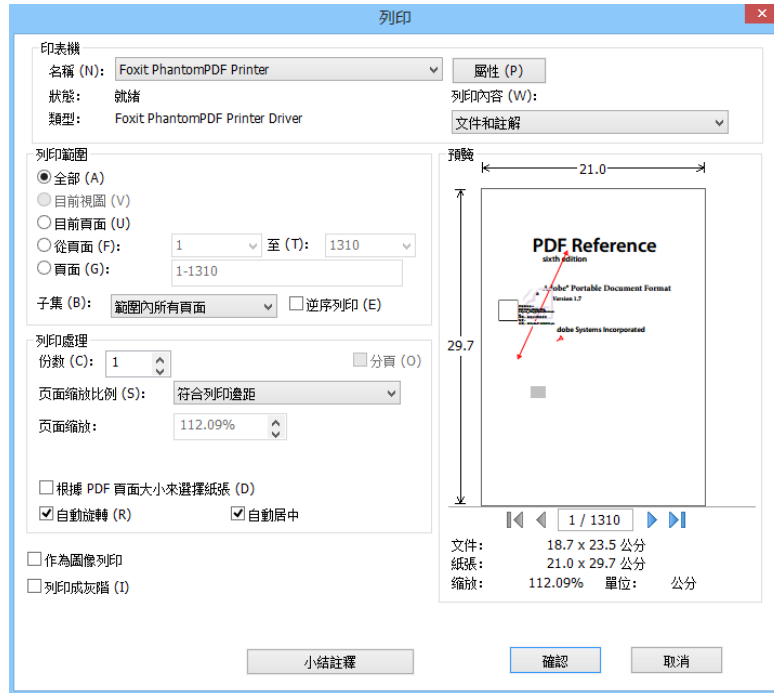 列印
印表機
名稱 (N): Foxit PhantomPDF Printer 屬性 (P)
狀態: 就緒 列印內容 (W):
類型: Foxit PhantomPDF Printer Driver 文件和註解
列印範圍
全部 (A)
目前視圖 (V)
目前頁面 (U)
從頁面 (F): 1 至 (T): 1310
頁面 (G): 1-1310
子集 (B): 範圍內所有頁面 逆序列印 (E)
列印處理
份數 (C): 1 分頁 (O)
页面缩放比例 (S): 符合列印邊距
页面缩放: 112.09%
根據 PDF 頁面大小來選擇紙張 (D)
自動旋轉 (R) 自動居中
作為圖像列印
列印成灰階 (I)
預覽
21.0
29.7
PDF Reference
sixth edition
Adobe® Portable Document Format
Version 1.7
Adobe Systems Incorporated
1 / 1310
文件: 18.7 x 23.5 公分
紙張: 21.0 x 29.7 公分
缩放: 112.09% 單位: 公分
小結註釋 確認 取消